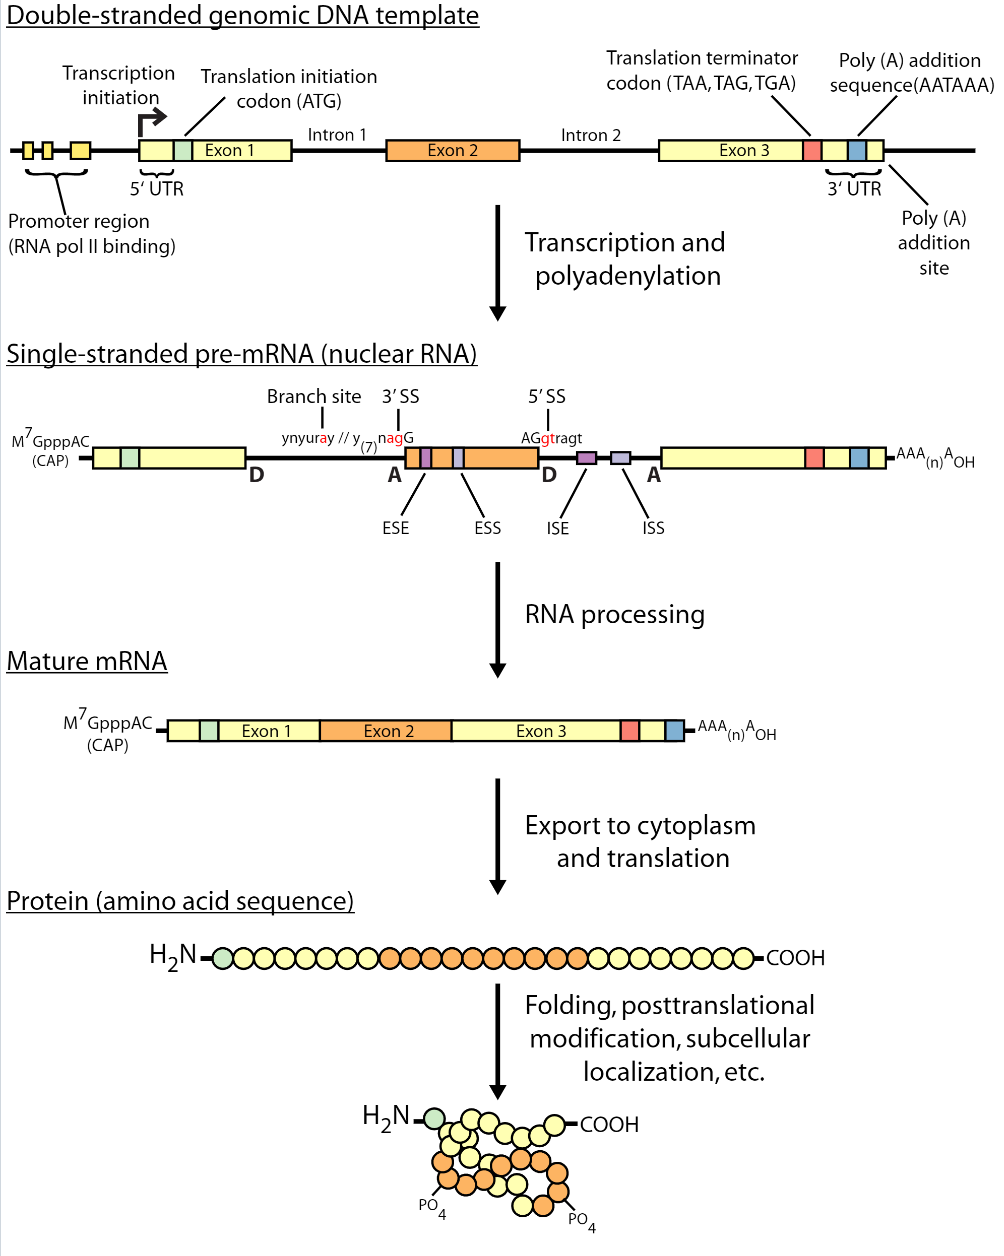 Double-stranded genomic DNA template
Transcription
initiation
Translation initiation
codon (ATG)
Translation terminator
codon (TAA, TAG, TGA)
Poly (A) addition
sequence(AATAAA)
Intron 1
Intron 2
Exon 1
Exon 2
Exon 3
5' UTR
3' UTR
Promoter region
(RNA pol II binding)
Poly (A)
addition
site
Transcription and
polyadenylation
Single-stranded pre-mRNA (nuclear RNA)
Branch site
3' SS
5' SS
ynyuray // y(7)nagG
AGgtragt
M7GpppAC
(CAP)
AAA(n)AOH
D
A
D
A
ESE
ESS
ISE
ISS
RNA processing
Mature mRNA
M7GpppAC
(CAP)
Exon 1
Exon 2
Exon 3
AAA(n)AOH
Export to cytoplasm
and translation
Protein (amino acid sequence)
H2N
COOH
Folding, posttranslational
modification, subcellular
localization, etc.
H2N
COOH
PO4
PO4